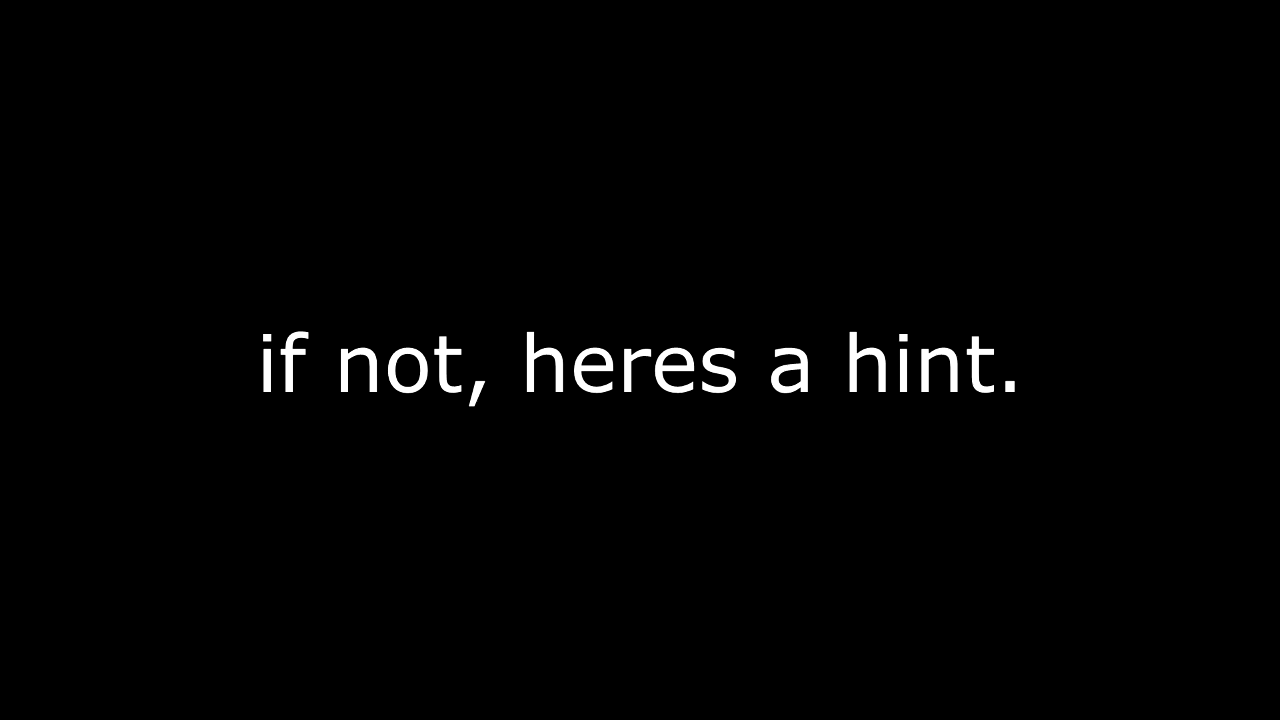 if not, heres a hint.